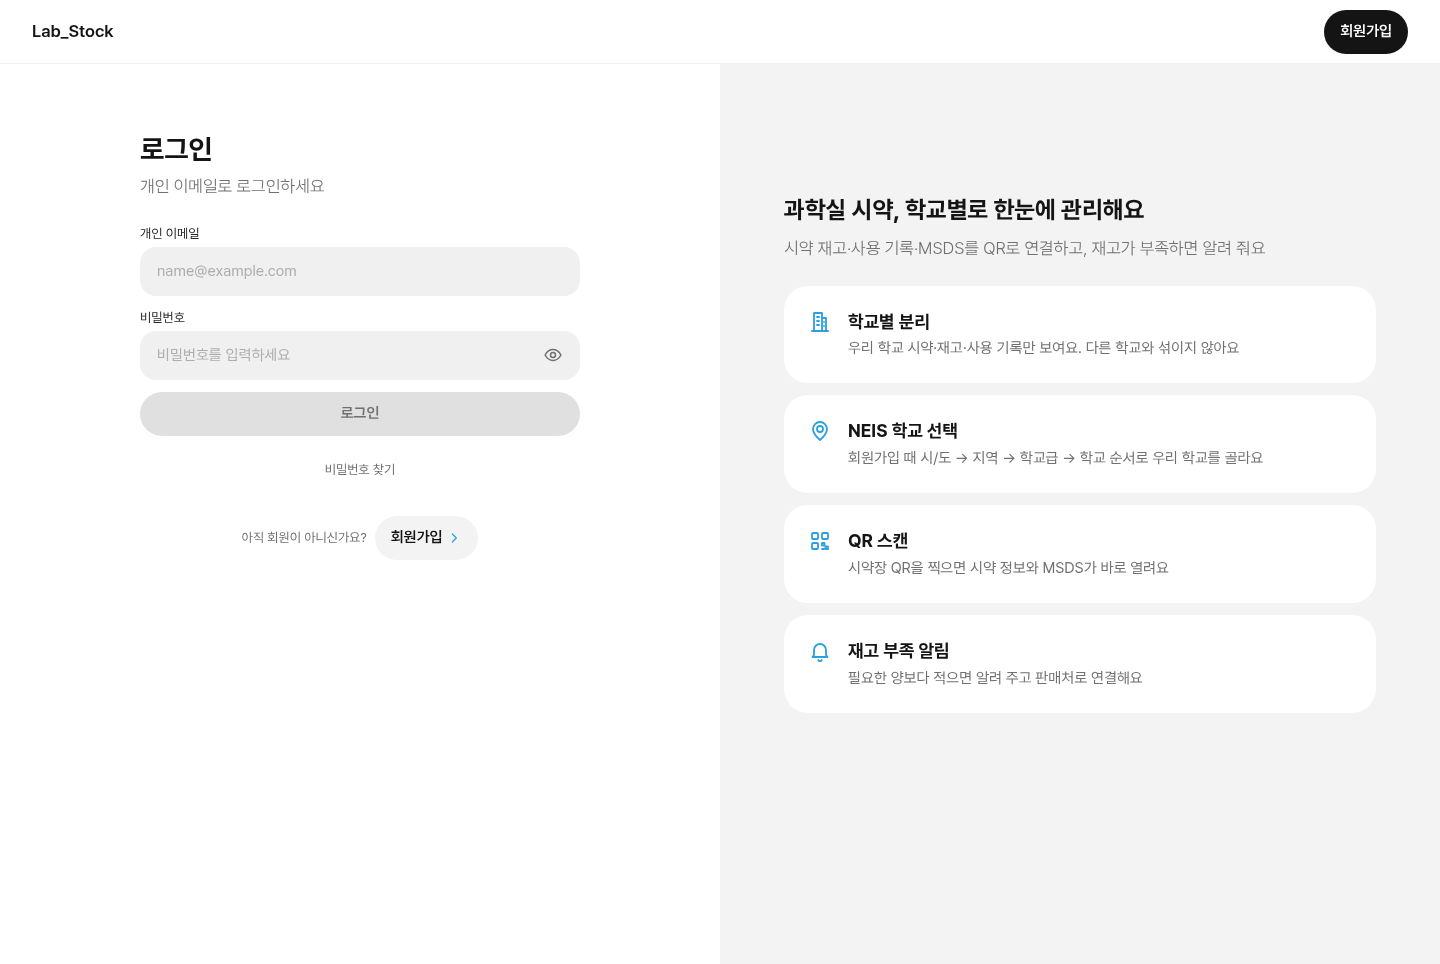 Lab_Stock
회원가입
로그인
개인 이메일로 로그인하세요
개인 이메일
name@example.com
비밀번호
비밀번호를 입력하세요
로그인
비밀번호 찾기
아직 회원이 아니신가요?
회원가입
과학실 시약, 학교별로 한눈에 관리해요
시약 재고·사용 기록·MSDS를 QR로 연결하고, 재고가 부족하면 알려 줘요
학교별 분리
우리 학교 시약·재고·사용 기록만 보여요. 다른 학교와 섞이지 않아요
NEIS 학교 선택
회원가입 때 시/도 → 지역 → 학교급 → 학교 순서로 우리 학교를 골라요
QR 스캔
시약장 QR을 찍으면 시약 정보와 MSDS가 바로 열려요
재고 부족 알림
필요한 양보다 적으면 알려 주고 판매처로 연결해요